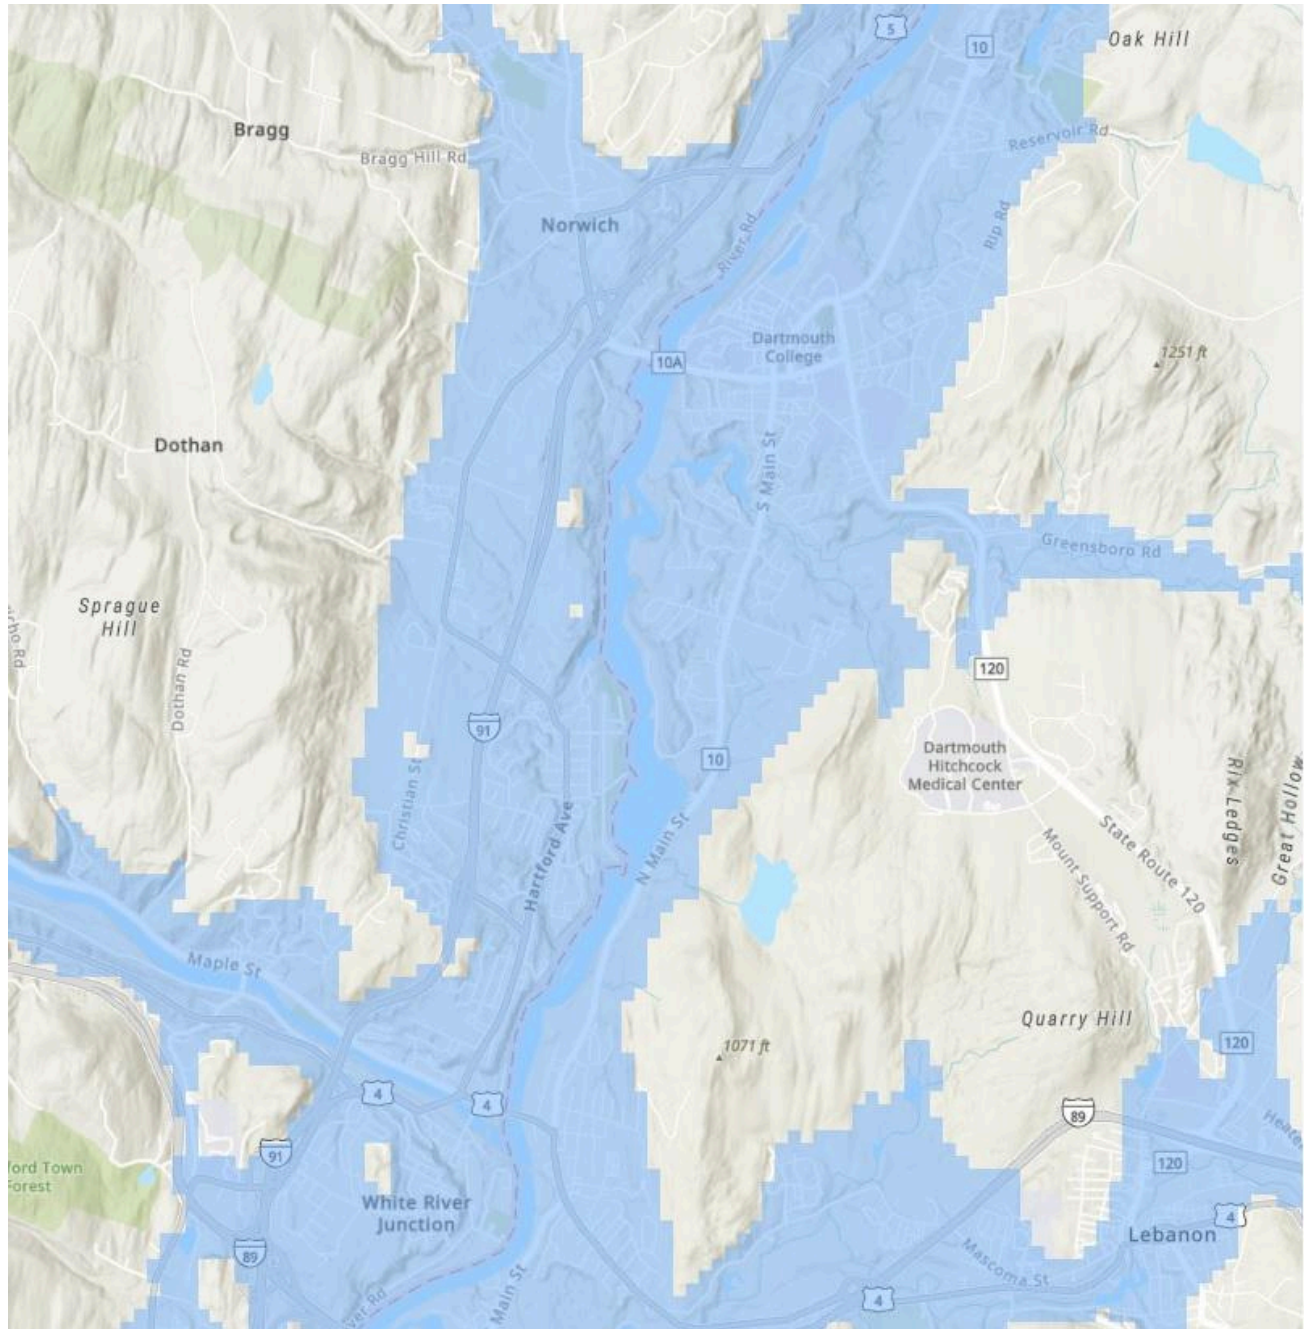 5
10
Oak Hill
Bragg
Bragg Hill Rd
Reservoir Rd
Norwich
River Rd
Rip Rd
Dartmouth
College
10A
1251 ft
Dothan
S Main St
Greensboro Rd
Sprague
Hill
Dothan Rd
120
91
10
Dartmouth
Hitchcock
Medical Center
Christian St
Hartford Ave
N Main St
State Route 120
Mount Support Rd
Rix Ledges
Great Hollow
Maple St
Quarry Hill
1071 ft
120
4
4
89
91
120
ford Town
Forest
White River
Junction
4
Lebanon
89
Mascoma St
Main St
4